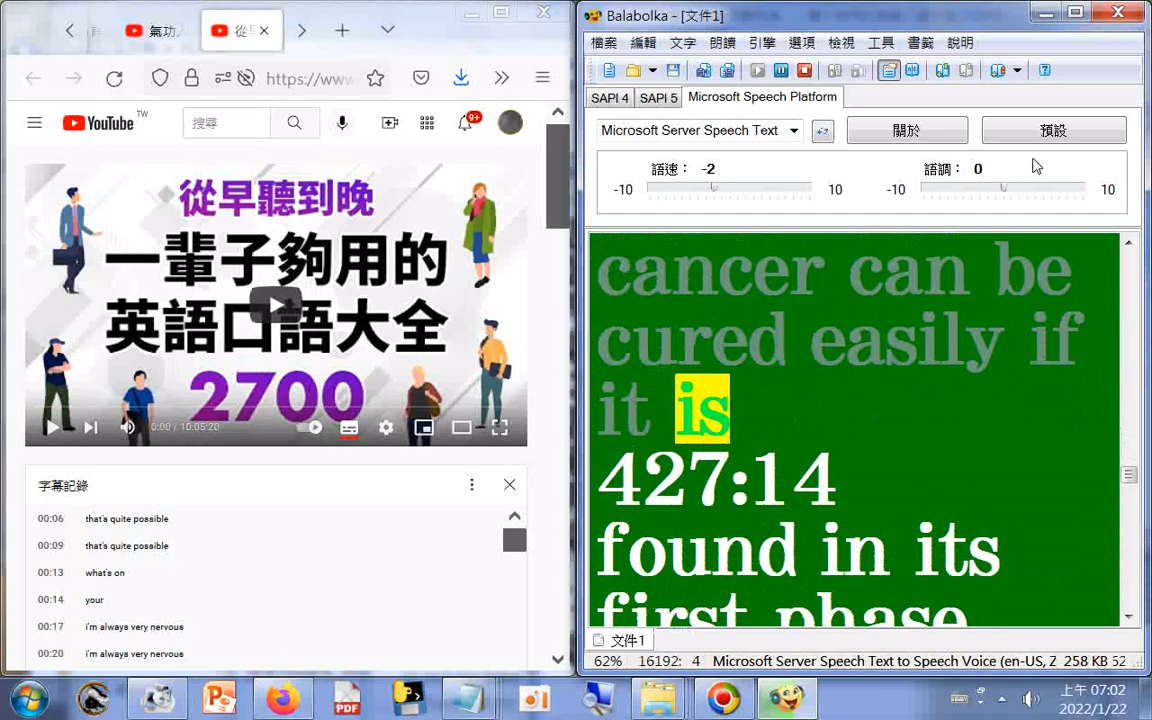 氣功
從
https://www
YouTube TW
搜尋
9+
從早聽到晚
一輩子夠用的
英語口語大全
2700
0:00 / 10:05:20
字幕記錄
00:06 that's quite possible
00:09 that's quite possible
00:13 what's on
00:14 your
00:17 i'm always very nervous
00:20 i'm always very nervous
Balabolka - [文件1]
檔案 編輯 文字 朗讀 引擎 選項 檢視 工具 書籤 說明
SAPI 4 SAPI 5 Microsoft Speech Platform
Microsoft Server Speech Text 關於 預設
語速： -2 語調： 0
-10 10 -10 10
cancer can be
cured easily if
it is
427:14
found in its
first phase
文件1
62% 16192: 4 Microsoft Server Speech Text to Speech Voice (en-US, Z 258 KB 52
PDF
上午 07:02
2022/1/22